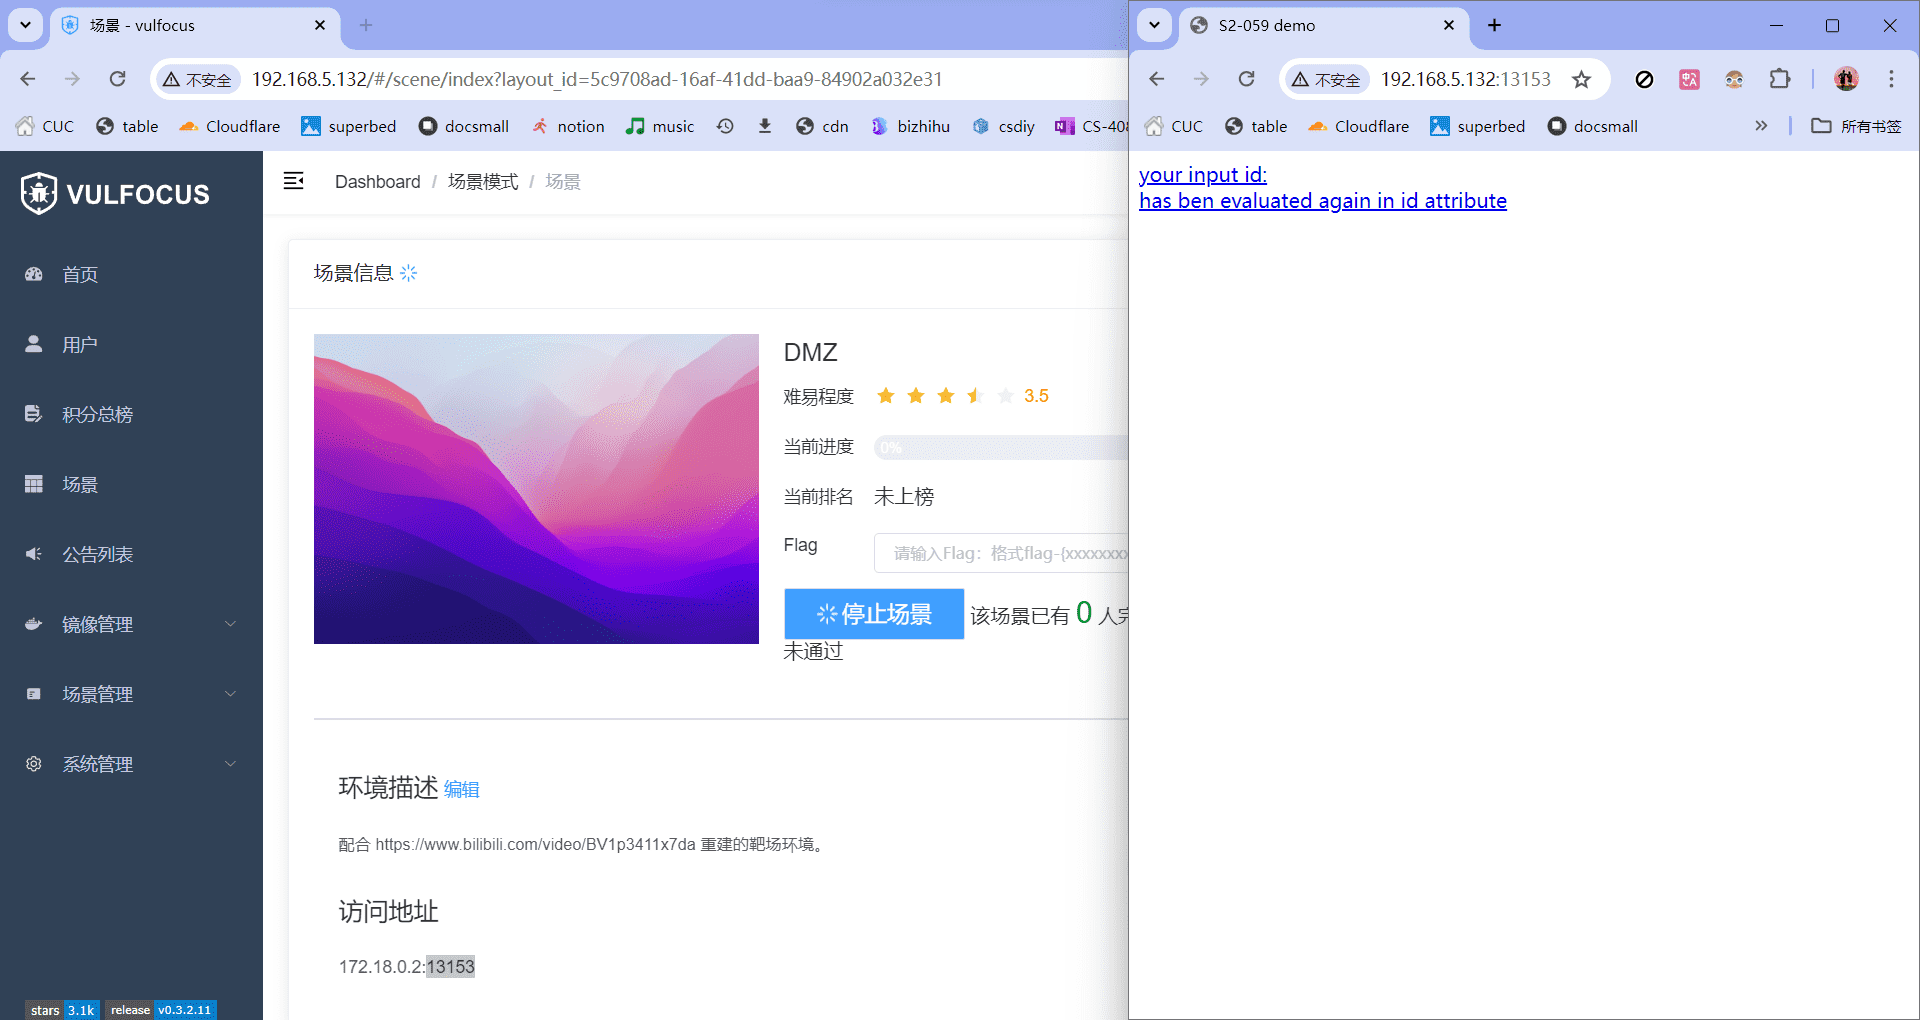 场景 - vulfocus
不安全 192.168.5.132/#/scene/index?layout_id=5c9708ad-16af-41dd-baa9-84902a032e31
CUC table Cloudflare superbed docsmall notion music cdn bizhihu csdiy CS-408
VULFOCUS
首页
用户
积分总榜
场景
公告列表
镜像管理
场景管理
系统管理
stars 3.1k release v0.3.2.11
Dashboard / 场景模式 / 场景
场景信息
DMZ
难易程度 3.5
当前进度 0%
当前排名 未上榜
Flag 请输入Flag：格式flag-{xxxxxxxx
停止场景 该场景已有 0 人完
未通过
环境描述 编辑
配合 https://www.bilibili.com/video/BV1p3411x7da 重建的靶场环境。
访问地址
172.18.0.2:13153
S2-059 demo
不安全 192.168.5.132:13153
CUC table Cloudflare superbed docsmall 所有书签
your input id:
has ben evaluated again in id attribute